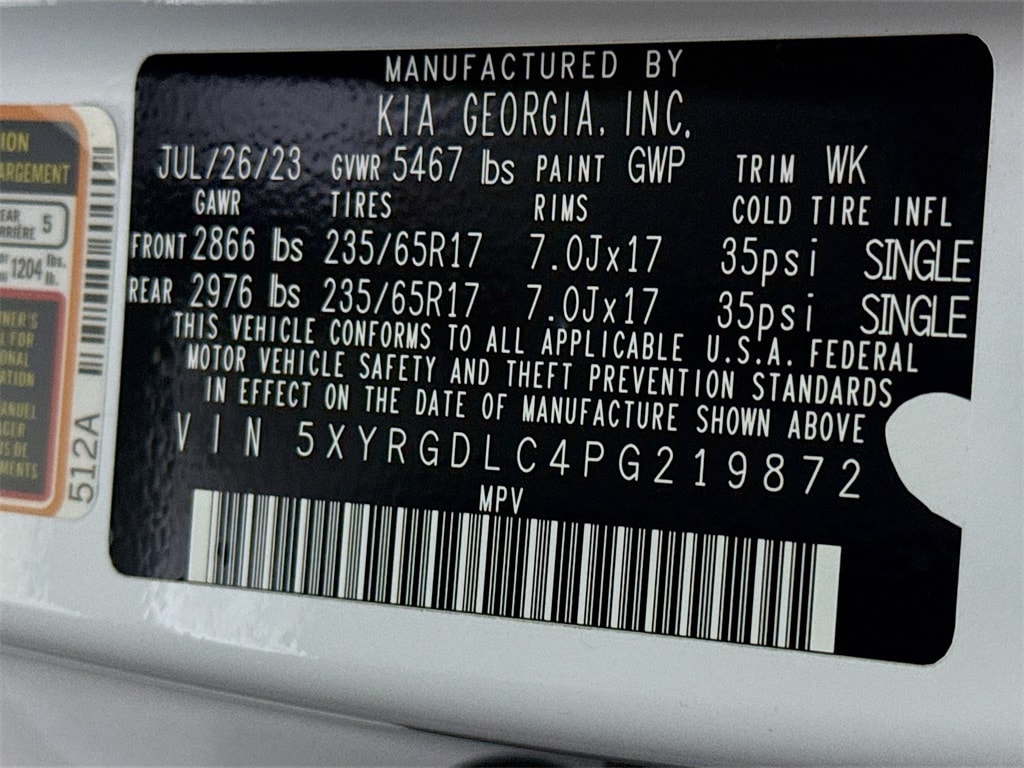 MANUFACTURED BY
KIA GEORGIA, INC.
JUL/26/23 GVWR 5467 lbs PAINT GWP TRIM WK
GAWR TIRES RIMS COLD TIRE INFL
FRONT 2866 lbs 235/65R17 7.0Jx17 35psi SINGLE
REAR 2976 lbs 235/65R17 7.0Jx17 35psi SINGLE
THIS VEHICLE CONFORMS TO ALL APPLICABLE U.S.A. FEDERAL
MOTOR VEHICLE SAFETY AND THEFT PREVENTION STANDARDS
IN EFFECT ON THE DATE OF MANUFACTURE SHOWN ABOVE
VIN 5XYRGDLC4PG219872
MPV
5
1204 lbs.
512A